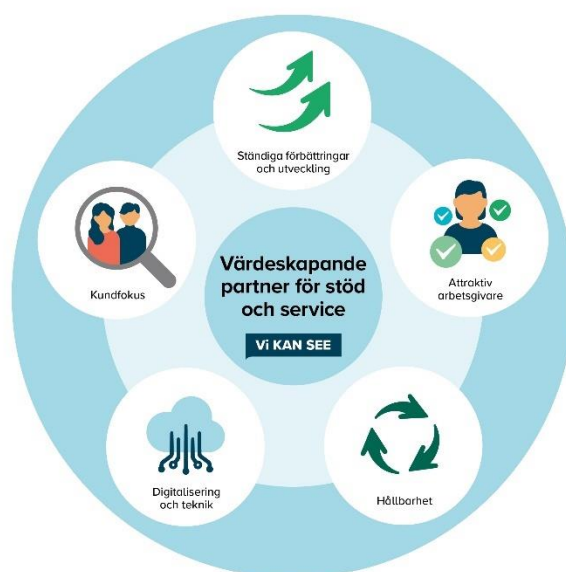 Ständiga förbättringar
och utveckling
Kundfokus
Attraktiv
arbetsgivare
Värdeskapande
partner för stöd
och service
Vi KAN SEE
Digitalisering
och teknik
Hållbarhet